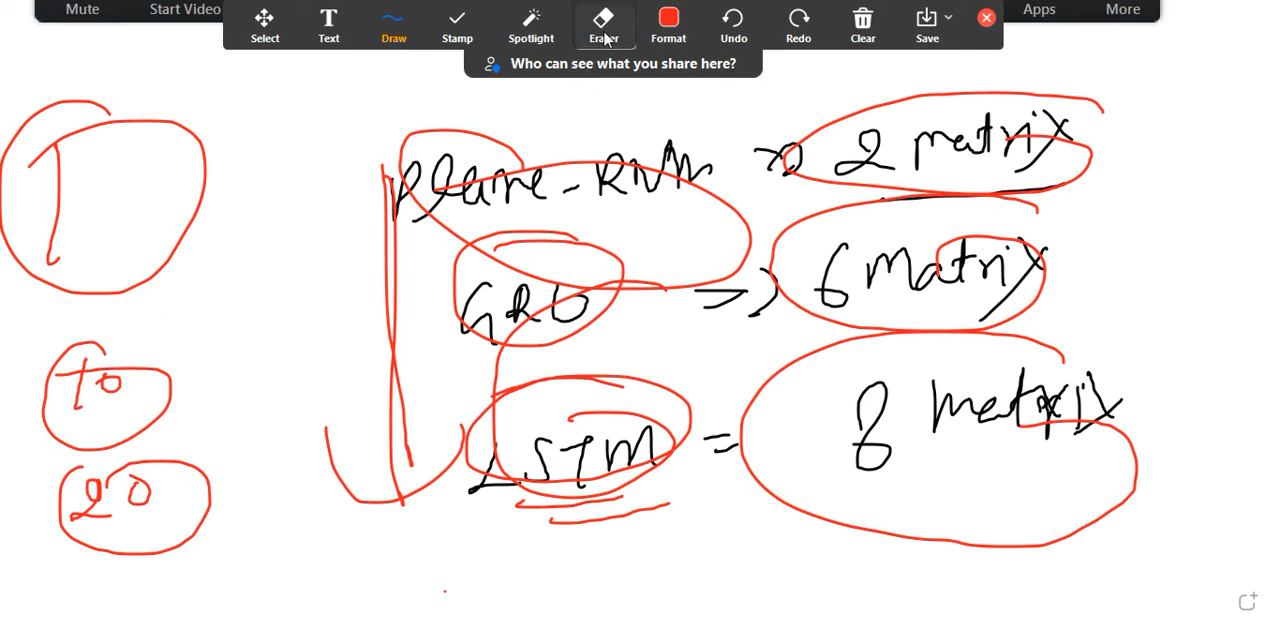 Mute Start Video Apps More
Select Text Draw Stamp Spotlight Eraser Format Undo Redo Clear Save
Who can see what you share here?
1
RNN => 2 matrix
GRU => 6 Matrix
10
LSTM = 8 matrix
20